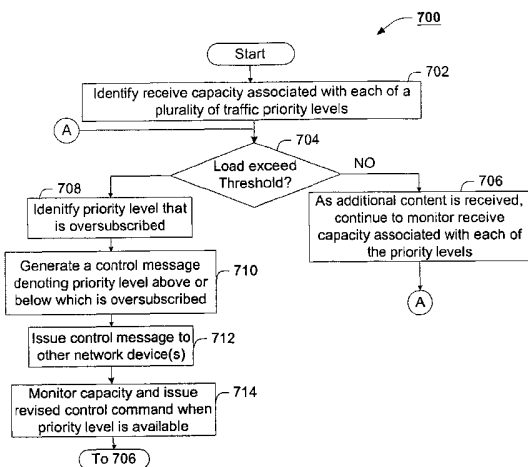 700
Start
702
Identify receive capacity associated with each of a
plurality of traffic priority levels
A
704
Load exceed
Threshold?
NO
708
Idenitfy priority level that
is oversubscribed
706
As additional content is received,
continue to monitor receive
capacity associated with each of
the priority levels
A
Generate a control message
denoting priority level above or
below which is oversubscribed
710
Issue control message to
other network device(s)
712
Monitor capacity and issue
revised control command when
priority level is available
714
To 706